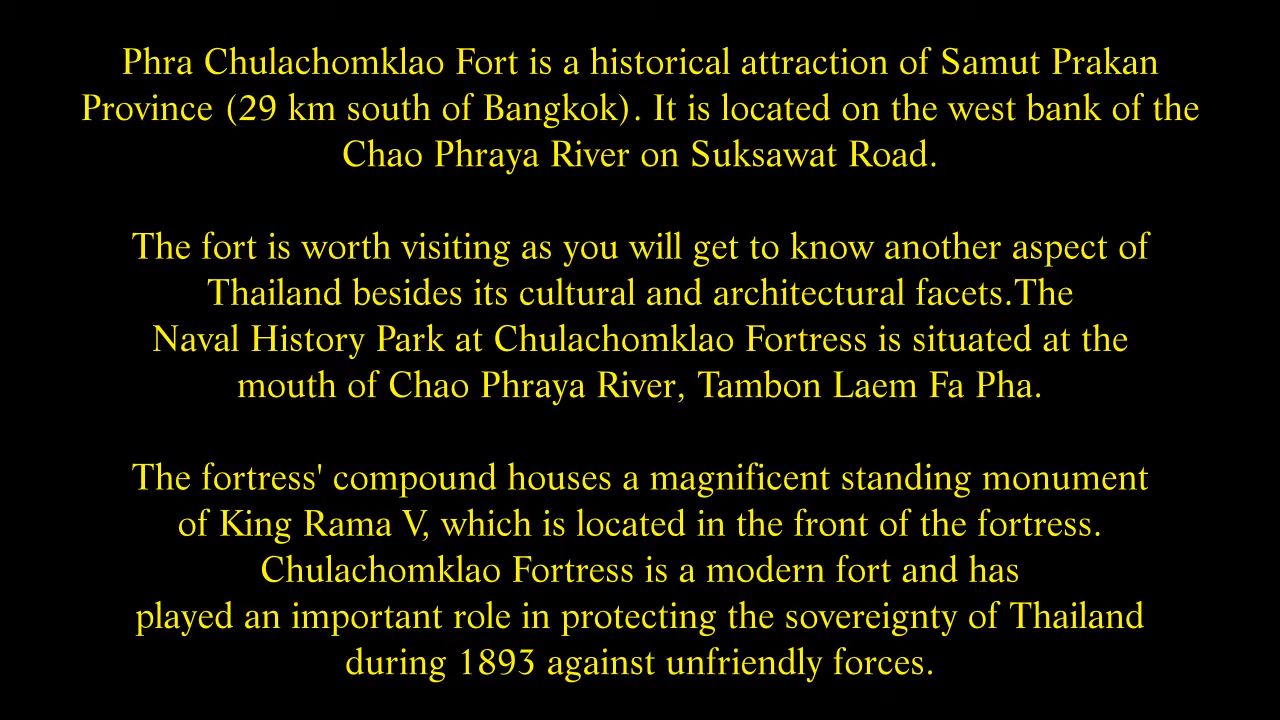 Phra Chulachomklao Fort is a historical attraction of Samut Prakan
Province (29 km south of Bangkok). It is located on the west bank of the
Chao Phraya River on Suksawat Road.
The fort is worth visiting as you will get to know another aspect of
Thailand besides its cultural and architectural facets.The
Naval History Park at Chulachomklao Fortress is situated at the
mouth of Chao Phraya River, Tambon Laem Fa Pha.
The fortress' compound houses a magnificent standing monument
of King Rama V, which is located in the front of the fortress.
Chulachomklao Fortress is a modern fort and has
played an important role in protecting the sovereignty of Thailand
during 1893 against unfriendly forces.